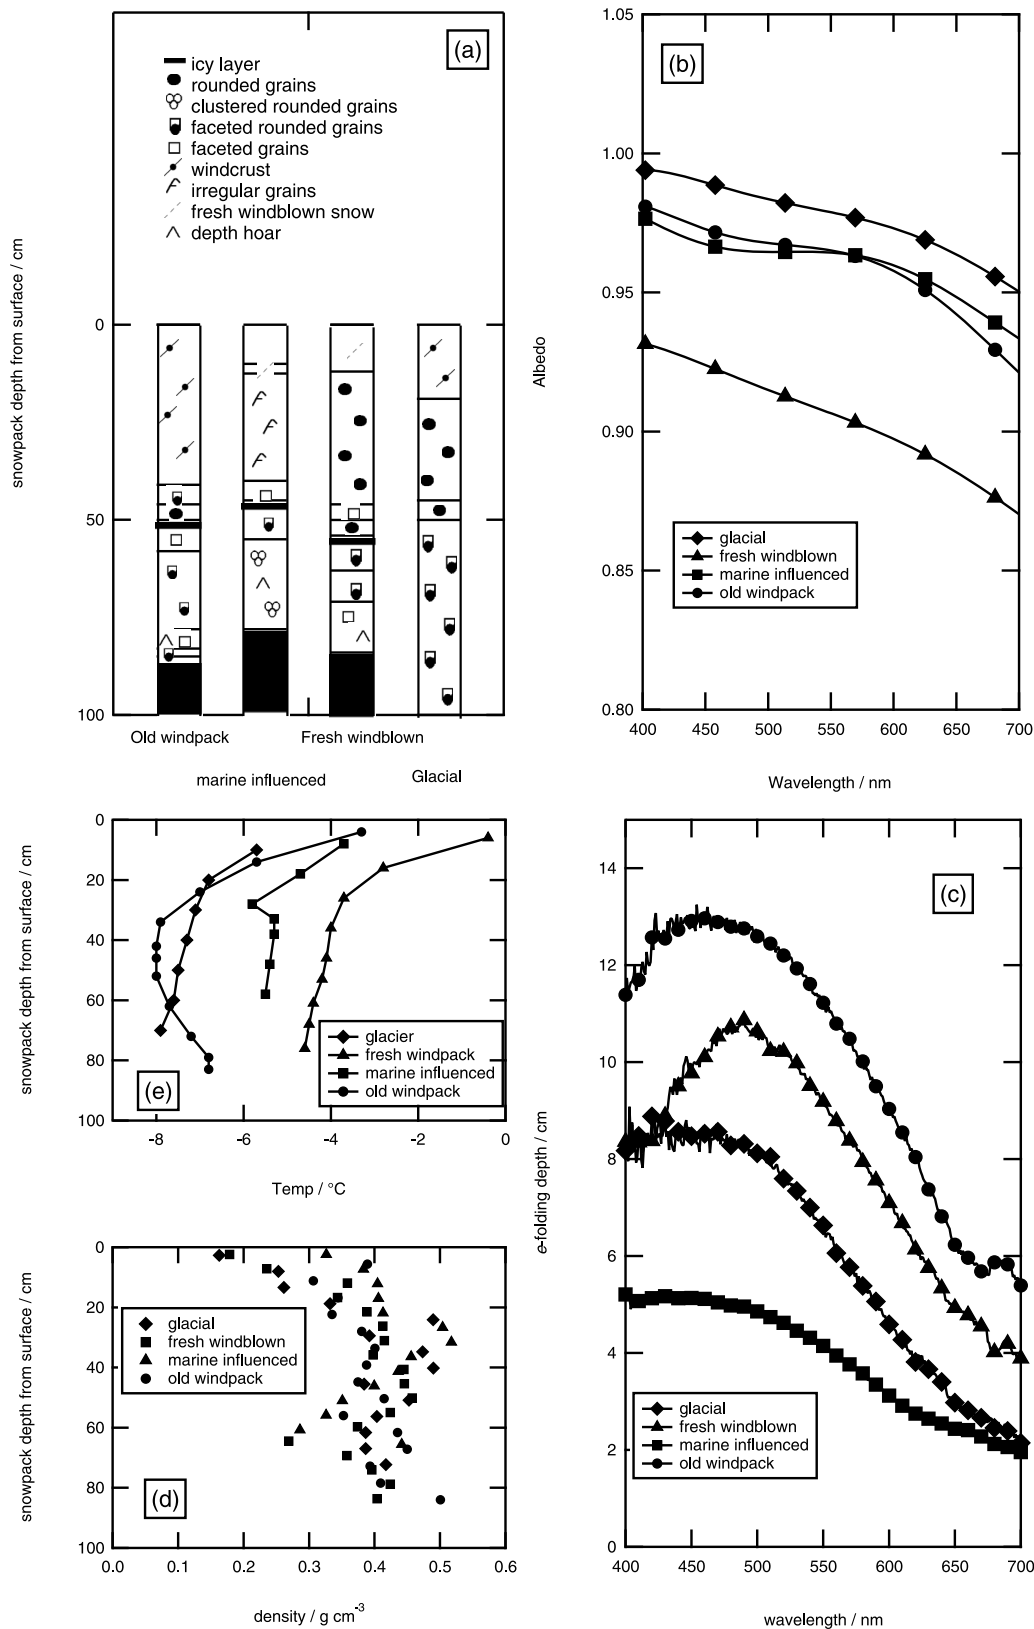 (a)
icy layer
rounded grains
clustered rounded grains
faceted rounded grains
faceted grains
windcrust
irregular grains
fresh windblown snow
depth hoar
snowpack depth from surface / cm
0
50
100
Old windpack
Fresh windblown
marine influenced
Glacial
(b)
1.05
1.00
0.95
0.90
0.85
0.80
Albedo
glacial
fresh windblown
marine influenced
old windpack
400 450 500 550 600 650 700
Wavelength / nm
(e)
0
20
40
60
80
100
snowpack depth from surface / cm
glacier
fresh windpack
marine influenced
old windpack
-8 -6 -4 -2 0
Temp / °C
(c)
14
12
10
8
6
4
2
0
e-folding depth / cm
glacial
fresh windblown
marine influenced
old windpack
400 450 500 550 600 650 700
wavelength / nm
(d)
0
20
40
60
80
100
snowpack depth from surface / cm
glacial
fresh windblown
marine influenced
old windpack
0.0 0.1 0.2 0.3 0.4 0.5 0.6
density / g cm-3